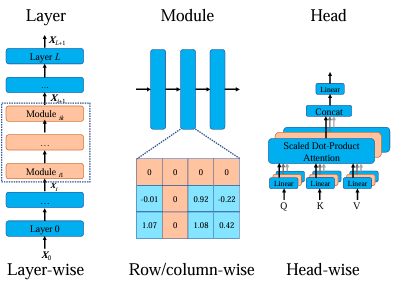 Layer
Module
Head
X_{L+1}
Layer L
...
Module
...
Module
X_l
...
Layer 0
X_0
Layer-wise
0 0 0 0
-0.01 0 0.92 -0.22
1.07 0 1.08 0.42
Row/column-wise
Linear
Concat
Scaled Dot-Product
Attention
Linear Linear Linear
Q K V
Head-wise